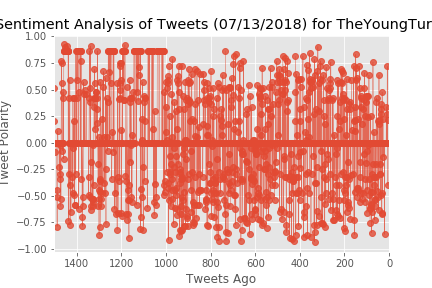 Sentiment Analysis of Tweets (07/13/2018) for TheYoungTur
1.00
0.75
0.50
0.25
0.00
−0.25
−0.50
−0.75
−1.00
Tweet Polarity
1400 1200 1000 800 600 400 200 0
Tweets Ago